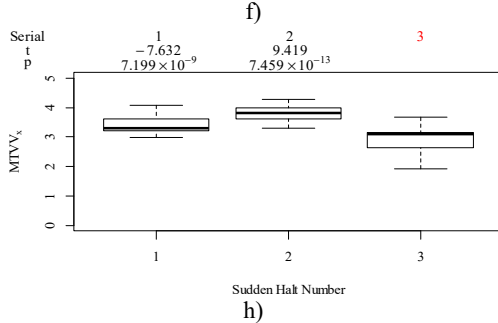 f)
Serial 1 2 3
t −7.632 9.419
p 7.199×10⁻⁹ 7.459×10⁻¹³
5
4
3
2
1
0
MTVVₓ
1 2 3
Sudden Halt Number
h)